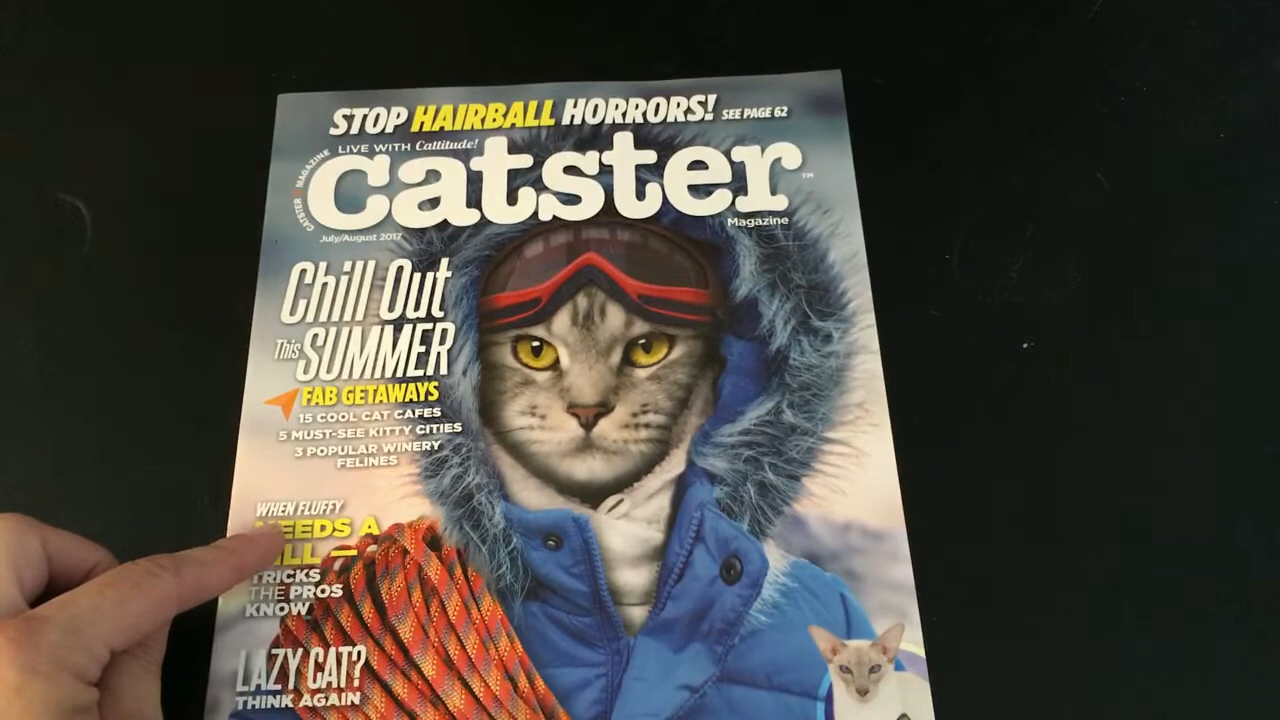 STOP HAIRBALL HORRORS! SEE PAGE 62
LIVE WITH Cattitude!
CATSTER MAGAZINE
catster™
Magazine
July/August 2017
Chill Out
This SUMMER
FAB GETAWAYS
15 COOL CAT CAFES
5 MUST-SEE KITTY CITIES
3 POPULAR WINERY
FELINES
WHEN FLUFFY
NEEDS A
TRICKS
THE PROS
KNOW
LAZY CAT?
THINK AGAIN